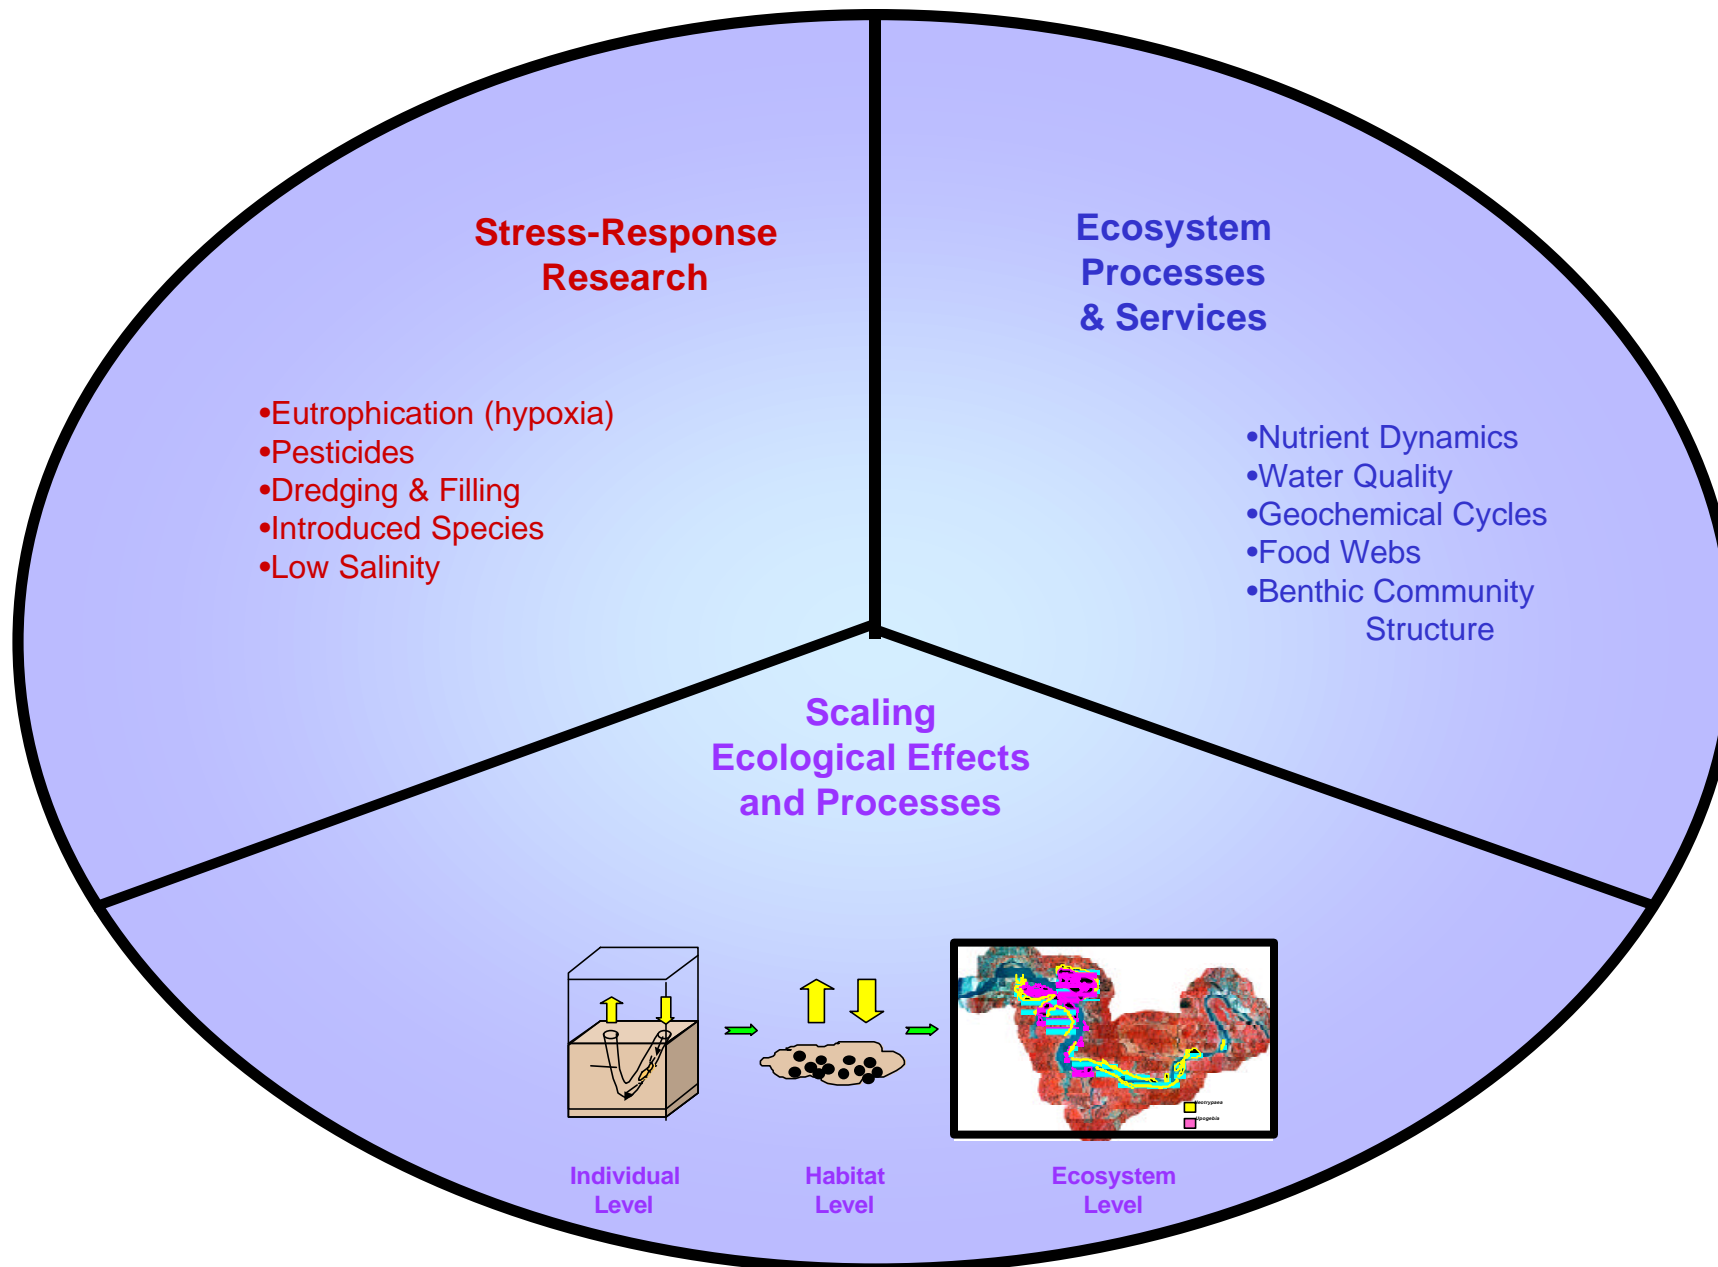 Stress-Response
Research
•Eutrophication (hypoxia)
•Pesticides
•Dredging & Filling
•Introduced Species
•Low Salinity
Ecosystem
Processes
& Services
•Nutrient Dynamics
•Water Quality
•Geochemical Cycles
•Food Webs
•Benthic Community
Structure
Scaling
Ecological Effects
and Processes
Upogebia
Individual
Level
Habitat
Level
Ecosystem
Level